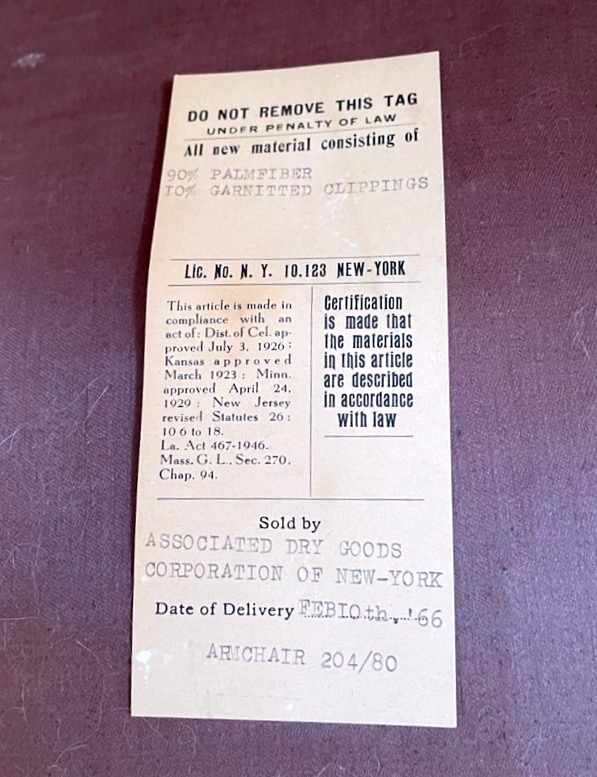 DO NOT REMOVE THIS TAG
UNDER PENALTY OF LAW
All new material consisting of
90% PALMFIBER
IO% GARNITTED CLIPPINGS
Lic. No. N. Y. 10.123 NEW-YORK
This article is made in
compliance with an
act of: Dist. of Cel. ap-
proved July 3, 1926 :
Kansas approved
March 1923 : Minn.
approved April 24,
1929 : New Jersey
revised Statutes 26 :
10-6 to 18.
La. Act 467-1946.
Mass. G. L., Sec. 270,
Chap. 94.
Certification
is made that
the materials
in this article
are described
in accordance
with law
Sold by
ASSOCIATED DRY GOODS
CORPORATION OF NEW-YORK
Date of Delivery FEBIOth,'66
ARMCHAIR 204/80